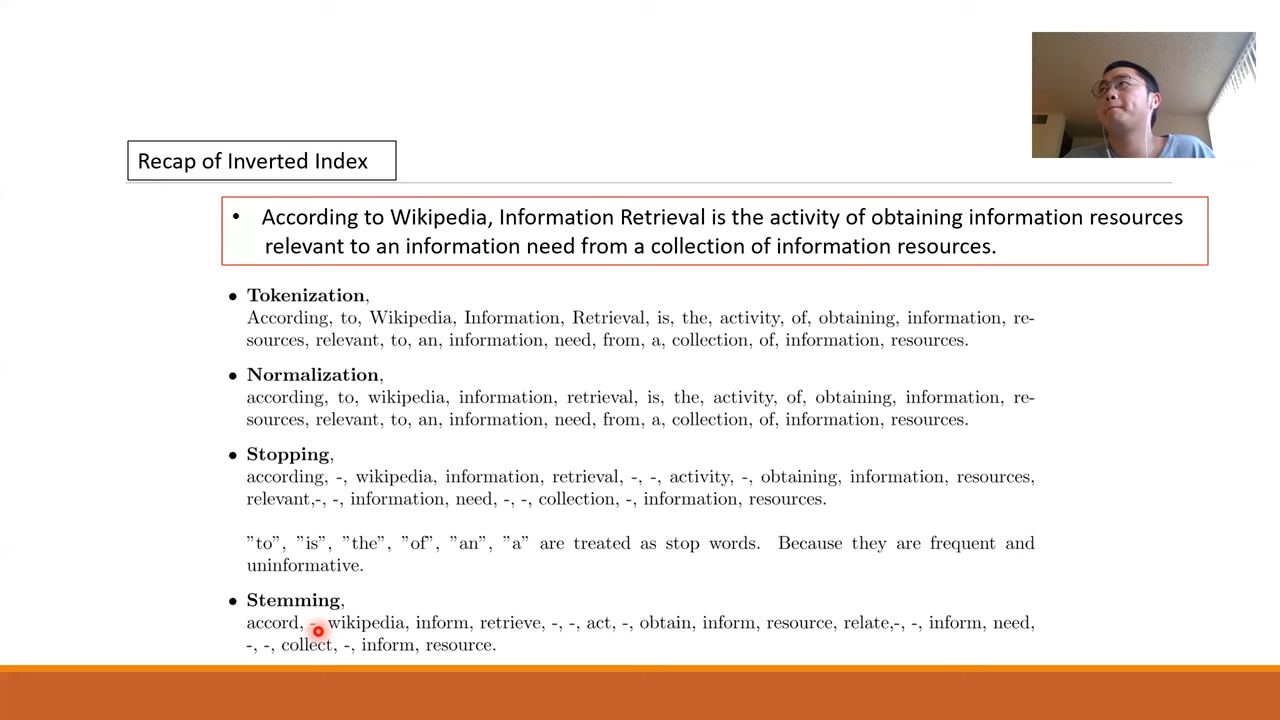 Recap of Inverted Index
• According to Wikipedia, Information Retrieval is the activity of obtaining information resources
relevant to an information need from a collection of information resources.
• Tokenization,
According, to, Wikipedia, Information, Retrieval, is, the, activity, of, obtaining, information, re-
sources, relevant, to, an, information, need, from, a, collection, of, information, resources.
• Normalization,
according, to, wikipedia, information, retrieval, is, the, activity, of, obtaining, information, re-
sources, relevant, to, an, information, need, from, a, collection, of, information, resources.
• Stopping,
according, -, wikipedia, information, retrieval, -, -, activity, -, obtaining, information, resources,
relevant,-, -, information, need, -, -, collection, -, information, resources.
”to”, ”is”, ”the”, ”of”, ”an”, ”a” are treated as stop words. Because they are frequent and
uninformative.
• Stemming,
accord, -, wikipedia, inform, retrieve, -, -, act, -, obtain, inform, resource, relate,-, -, inform, need,
-, -, collect, -, inform, resource.